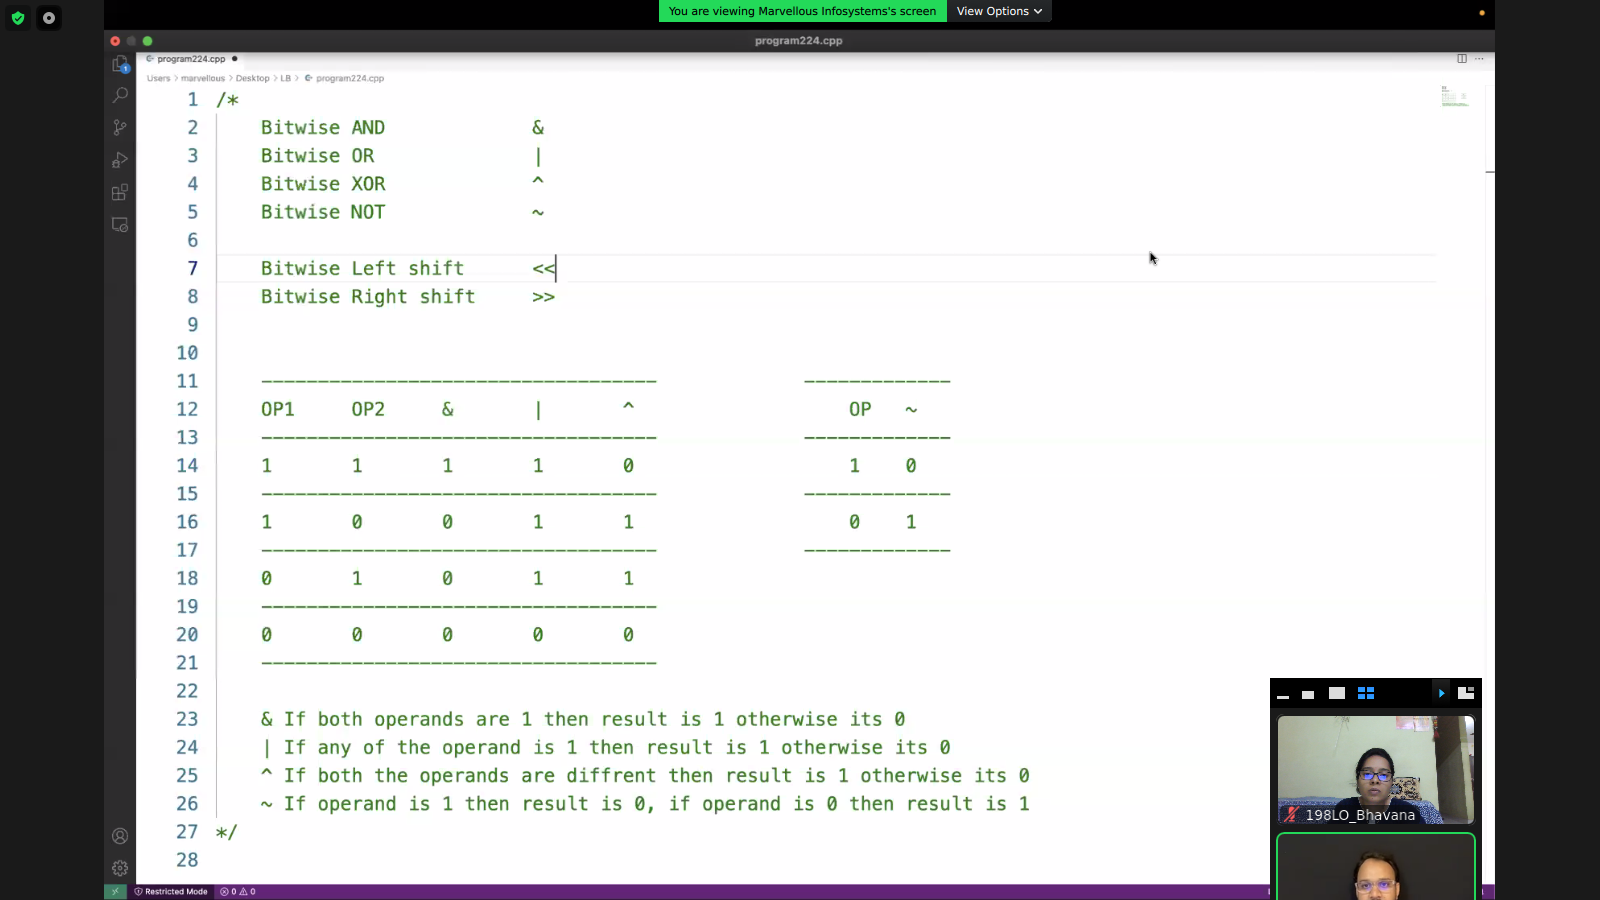 You are viewing Marvellous Infosystems's screen View Options
program224.cpp
program224.cpp
Users > marvellous > Desktop > LB > program224.cpp
1 /*
2 Bitwise AND &
3 Bitwise OR |
4 Bitwise XOR ^
5 Bitwise NOT ~
6
7 Bitwise Left shift <<
8 Bitwise Right shift >>
9
10
11 ----------------------------------- -------------
12 OP1 OP2 & | ^ OP ~
13 ----------------------------------- -------------
14 1 1 1 1 0 1 0
15 ----------------------------------- -------------
16 1 0 0 1 1 0 1
17 ----------------------------------- -------------
18 0 1 0 1 1
19 -----------------------------------
20 0 0 0 0 0
21 -----------------------------------
22
23 & If both operands are 1 then result is 1 otherwise its 0
24 | If any of the operand is 1 then result is 1 otherwise its 0
25 ^ If both the operands are diffrent then result is 1 otherwise its 0
26 ~ If operand is 1 then result is 0, if operand is 0 then result is 1
27 */
28
198LO_Bhavana
Restricted Mode 0 0